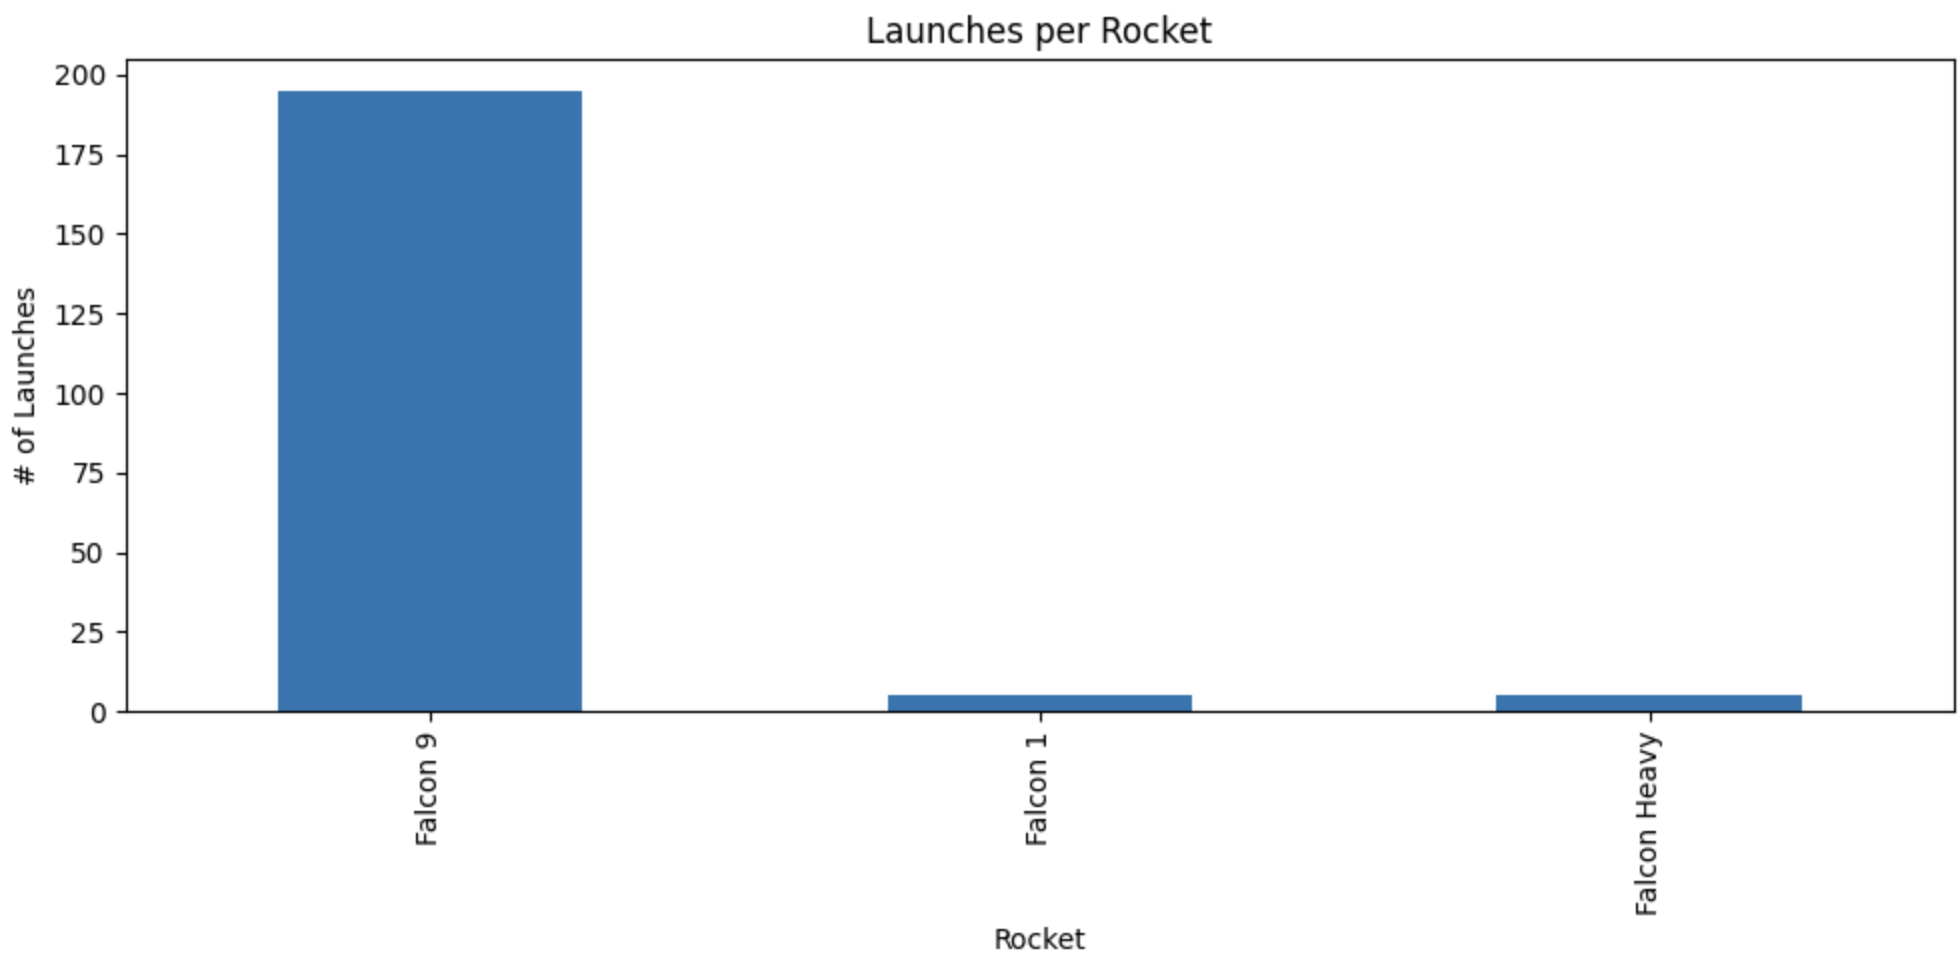 Launches per Rocket
# of Launches
200
175
150
125
100
75
50
25
0
Falcon 9
Falcon 1
Falcon Heavy
Rocket